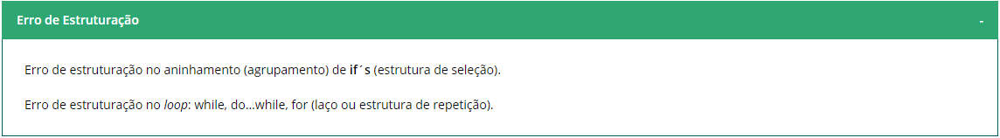 Erro de Estruturação -
Erro de estruturação no aninhamento (agrupamento) de if´s (estrutura de seleção).
Erro de estruturação no loop: while, do...while, for (laço ou estrutura de repetição).